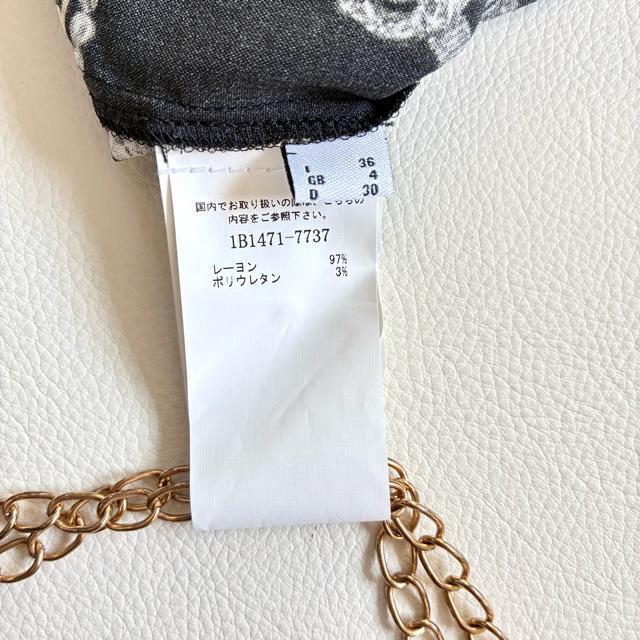 I 36
GB 4
D 30
国内でお取り扱いの際は、こちらの
内容をご参照下さい。
1B1471-7737
レーヨン 97%
ポリウレタン 3%